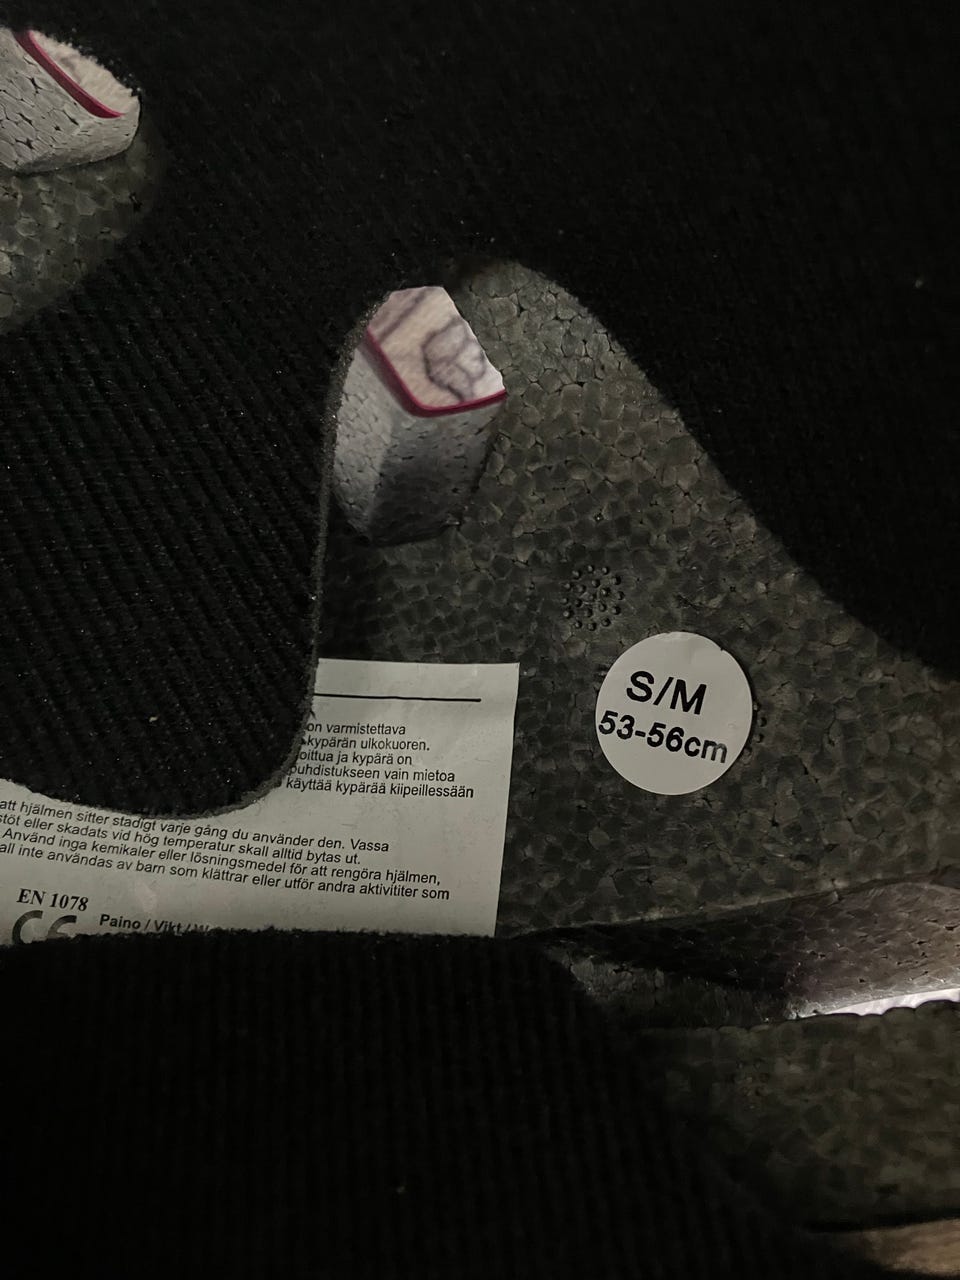 S/M
53-56cm
on varmistettava
kypärän ulkokuoren.
ja kypärä on
puhdistukseen vain mietoa
käyttää kypärää kiipeillessään
att hjälmen sitter stadigt varje gång du använder den. Vassa
stöt eller skadats vid hög temperatur skall alltid bytas ut.
Använd inga kemikaler eller lösningsmedel för att rengöra hjälmen,
all inte användas av barn som klättrar eller utför andra aktivititer som
EN 1078
CE
Paino / Vikt /